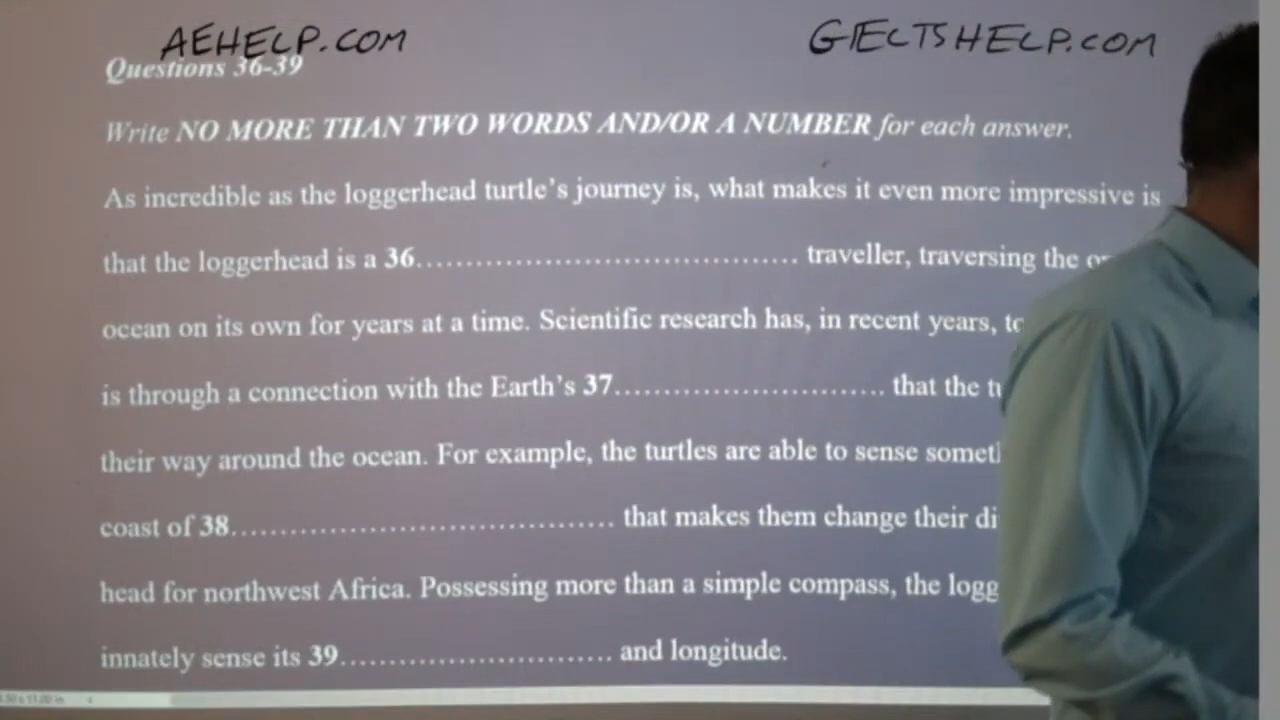 AEHELP.COM GIELTSHELP.COM
Questions 36-39
Write NO MORE THAN TWO WORDS AND/OR A NUMBER for each answer.
As incredible as the loggerhead turtle's journey is, what makes it even more impressive is
that the loggerhead is a 36.................................... traveller, traversing the
ocean on its own for years at a time. Scientific research has, in recent years,
is through a connection with the Earth's 37.......................... that the
their way around the ocean. For example, the turtles are able to sense
coast of 38.................................... that makes them change their
head for northwest Africa. Possessing more than a simple compass, the
innately sense its 39.......................... and longitude.